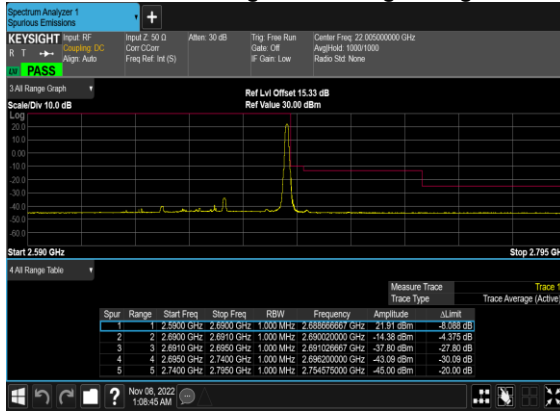 Spectrum Analyzer 1
Spurious Emissions
KEYSIGHT Input: RF Input Z: 50 Ω Atten: 30 dB Trig: Free Run Center Freq: 22.005000000 GHz
R T Coupling: DC Corr CCorr Gate: Off Avg|Hold: 1000/1000
Align: Auto Freq Ref: Int (S) IF Gain: Low Radio Std: None
PASS
3 All Range Graph
Ref Lvl Offset 15.33 dB
Scale/Div 10.0 dB Ref Value 30.00 dBm
Log
20.0
10.0
0.00
-10.0
-20.0
-30.0
-40.0
-50.0
-60.0
Start 2.590 GHz Stop 2.795 GH
4 All Range Table
Measure Trace Trace 1
Trace Type Trace Average (Active)
Spur Range Start Freq Stop Freq RBW Frequency Amplitude ΔLimit
1 1 2.5900 GHz 2.6900 GHz 1.000 MHz 2.688666667 GHz 21.91 dBm -8.088 dB
2 2 2.6900 GHz 2.6910 GHz 1.000 MHz 2.690020000 GHz -14.38 dBm -4.375 dB
3 3 2.6910 GHz 2.6950 GHz 1.000 MHz 2.691026667 GHz -37.80 dBm -27.80 dB
4 4 2.6950 GHz 2.7400 GHz 1.000 MHz 2.696200000 GHz -43.09 dBm -30.09 dB
5 5 2.7400 GHz 2.7950 GHz 1.000 MHz 2.754575000 GHz -45.00 dBm -20.00 dB
Nov 08, 2022
1:08:45 AM